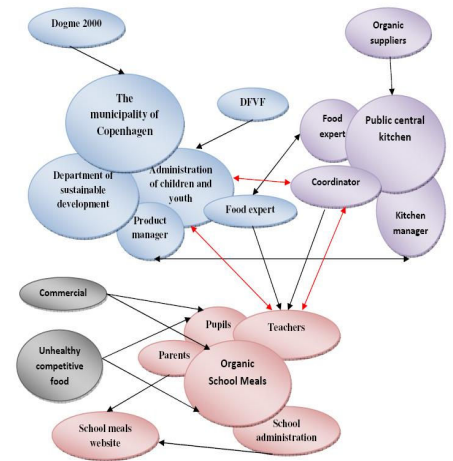 Dogme 2000
Organic
suppliers
The
municipality of
Copenhagen
DFVF
Food
expert
Public central
kitchen
Department of
sustainable
development
Administration
of children and
youth
Coordinator
Product
manager
Food expert
Kitchen
manager
Commercial
Pupils
Teachers
Unhealthy
competitive
food
Parents
Organic
School Meals
School meals
website
School
administration